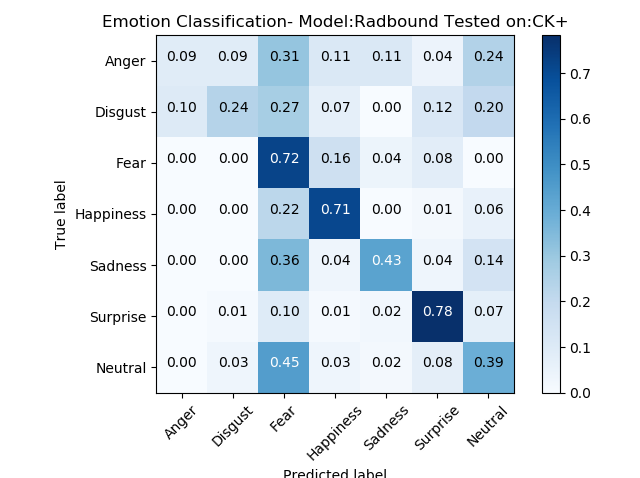 Emotion Classification- Model:Radbound Tested on:CK+
Anger 0.09 0.09 0.31 0.11 0.11 0.04 0.24
Disgust 0.10 0.24 0.27 0.07 0.00 0.12 0.20
Fear 0.00 0.00 0.72 0.16 0.04 0.08 0.00
Happiness 0.00 0.00 0.22 0.71 0.00 0.01 0.06
Sadness 0.00 0.00 0.36 0.04 0.43 0.04 0.14
Surprise 0.00 0.01 0.10 0.01 0.02 0.78 0.07
Neutral 0.00 0.03 0.45 0.03 0.02 0.08 0.39
True label
Anger Disgust Fear Happiness Sadness Surprise Neutral
Predicted label
0.7
0.6
0.5
0.4
0.3
0.2
0.1
0.0